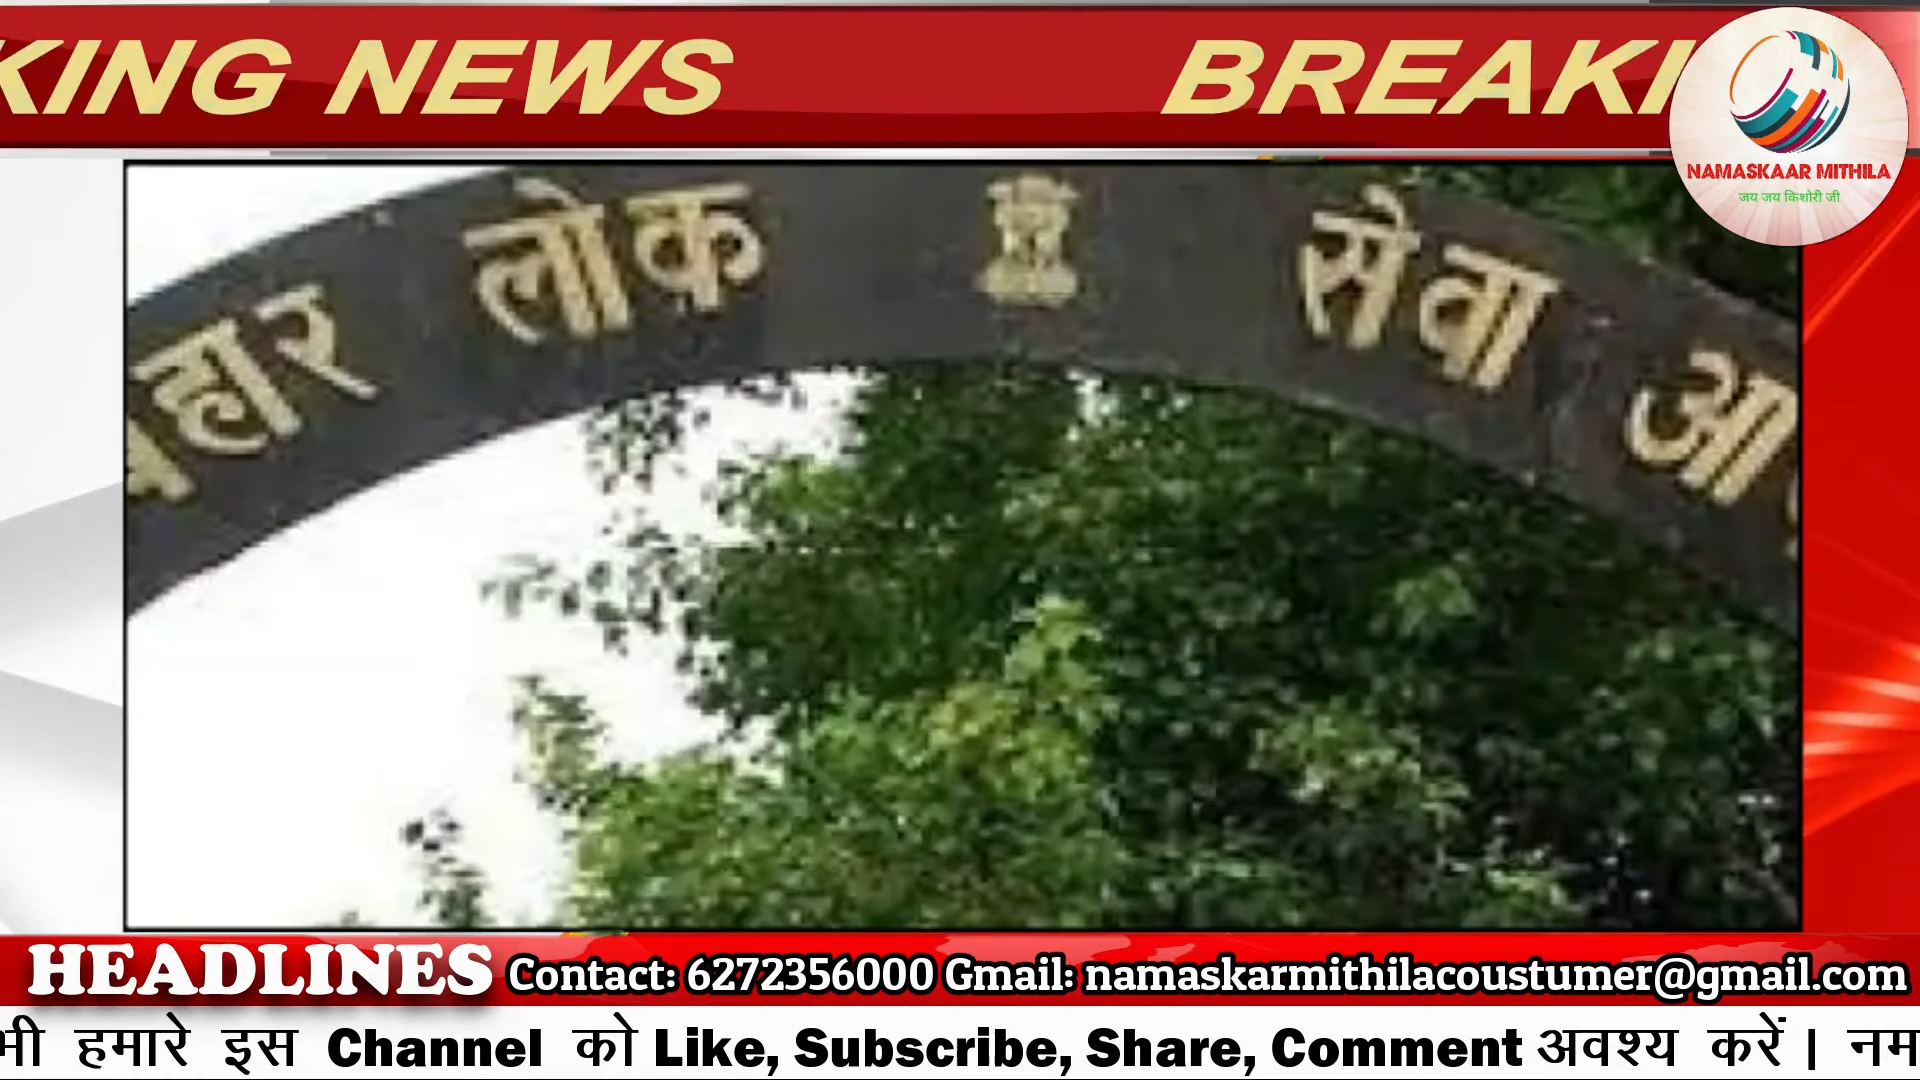 KING NEWS BREAKI
NAMASKAAR MITHILA
जय जय किशोरी जी
बिहार लोक सेवा आ
HEADLINES Contact: 6272356000 Gmail: namaskarmithilacoustumer@gmail.com
भी हमारे इस Channel को Like, Subscribe, Share, Comment अवश्य करें | नम